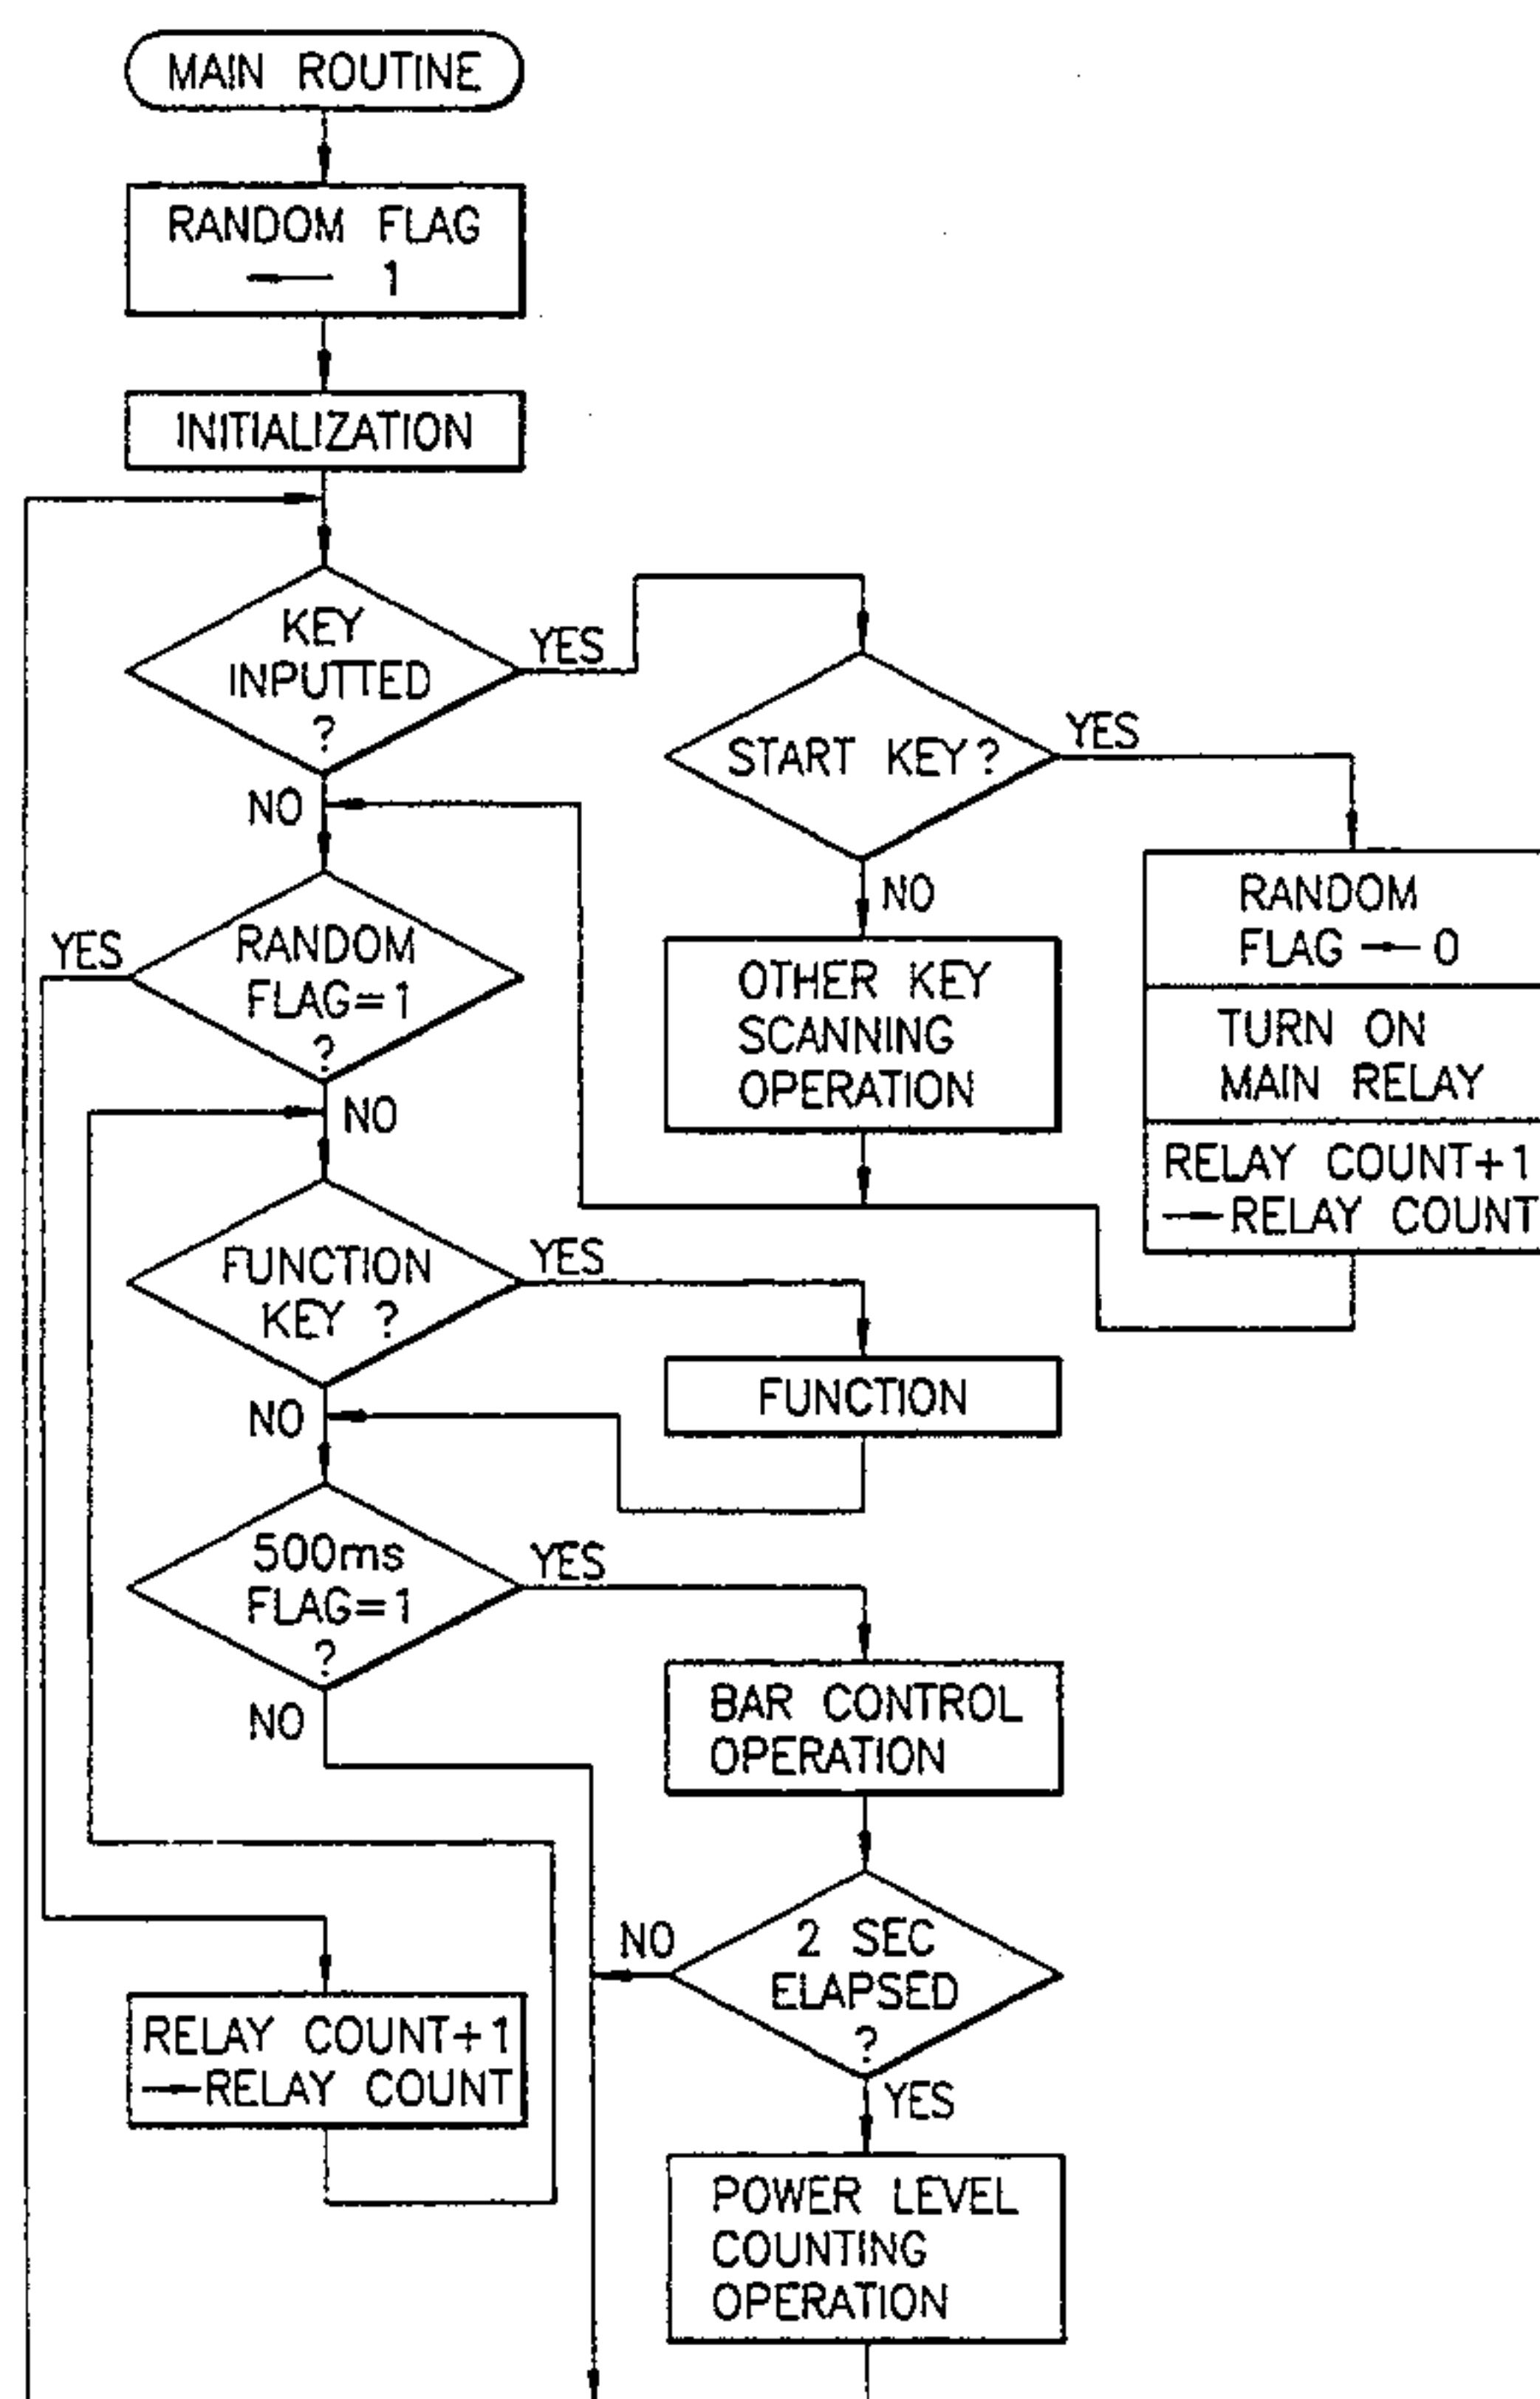 MAIN ROUTINE
RANDOM FLAG
← 1
INITIALIZATION
KEY
INPUTTED
?
YES
NO
START KEY?
YES
NO
RANDOM
FLAG ← 0
TURN ON
MAIN RELAY
RELAY COUNT+1
→RELAY COUNT
OTHER KEY
SCANNING
OPERATION
RANDOM
FLAG=1
?
YES
NO
FUNCTION
KEY ?
YES
NO
FUNCTION
500ms
FLAG=1
?
YES
NO
BAR CONTROL
OPERATION
2 SEC
ELAPSED
?
NO
YES
RELAY COUNT+1
→RELAY COUNT
POWER LEVEL
COUNTING
OPERATION